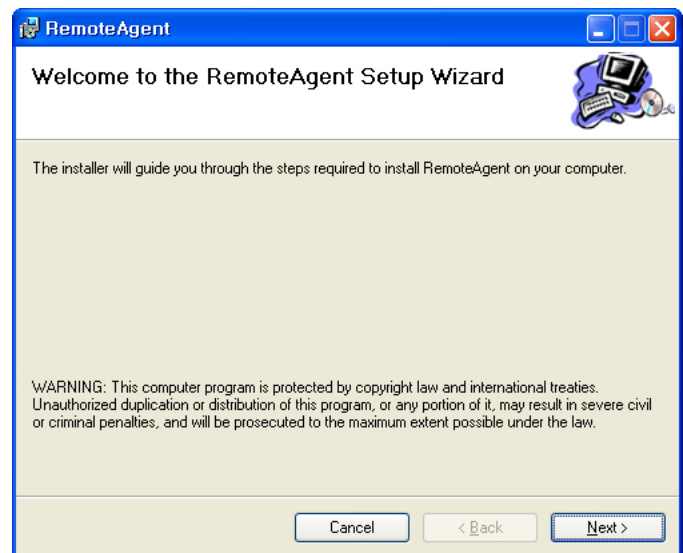 RemoteAgent
Welcome to the RemoteAgent Setup Wizard
The installer will guide you through the steps required to install RemoteAgent on your computer.
WARNING: This computer program is protected by copyright law and international treaties.
Unauthorized duplication or distribution of this program, or any portion of it, may result in severe civil
or criminal penalties, and will be prosecuted to the maximum extent possible under the law.
Cancel
< Back
Next >